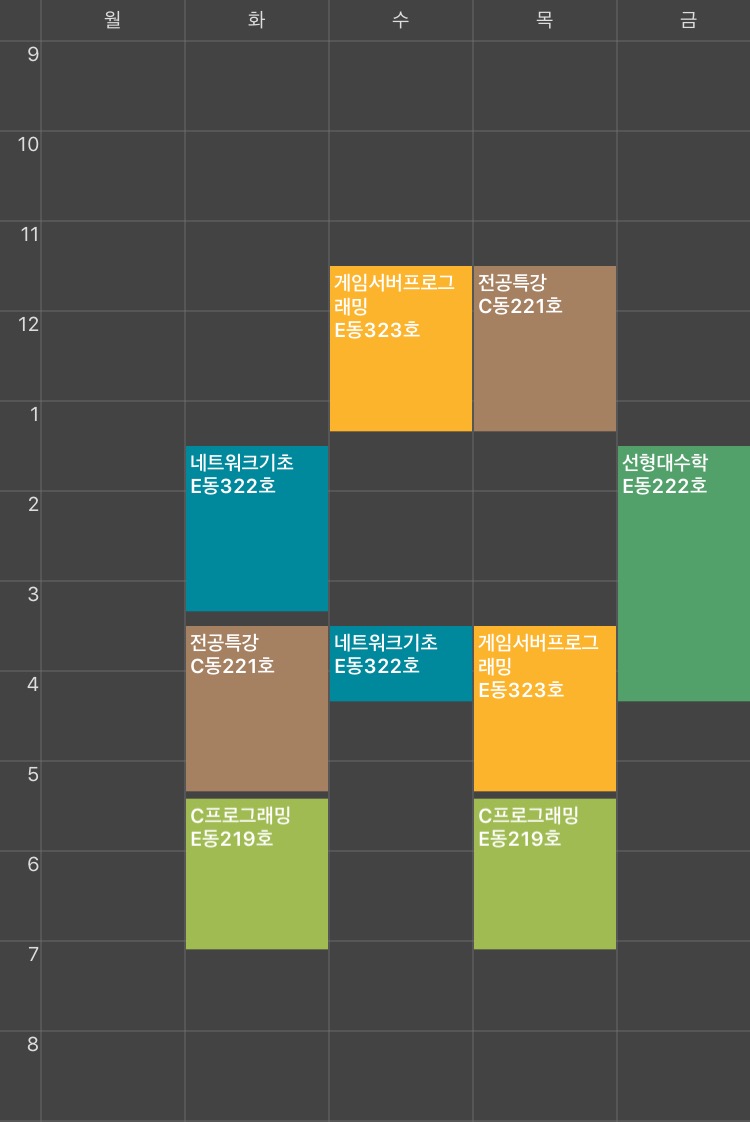 월 화 수 목 금
9
10
11
게임서버프로그
래밍
E동323호
전공특강
C동221호
12
1
네트워크기초
E동322호
선형대수학
E동222호
2
3
전공특강
C동221호
네트워크기초
E동322호
게임서버프로그
래밍
E동323호
4
5
C프로그래밍
E동219호
C프로그래밍
E동219호
6
7
8